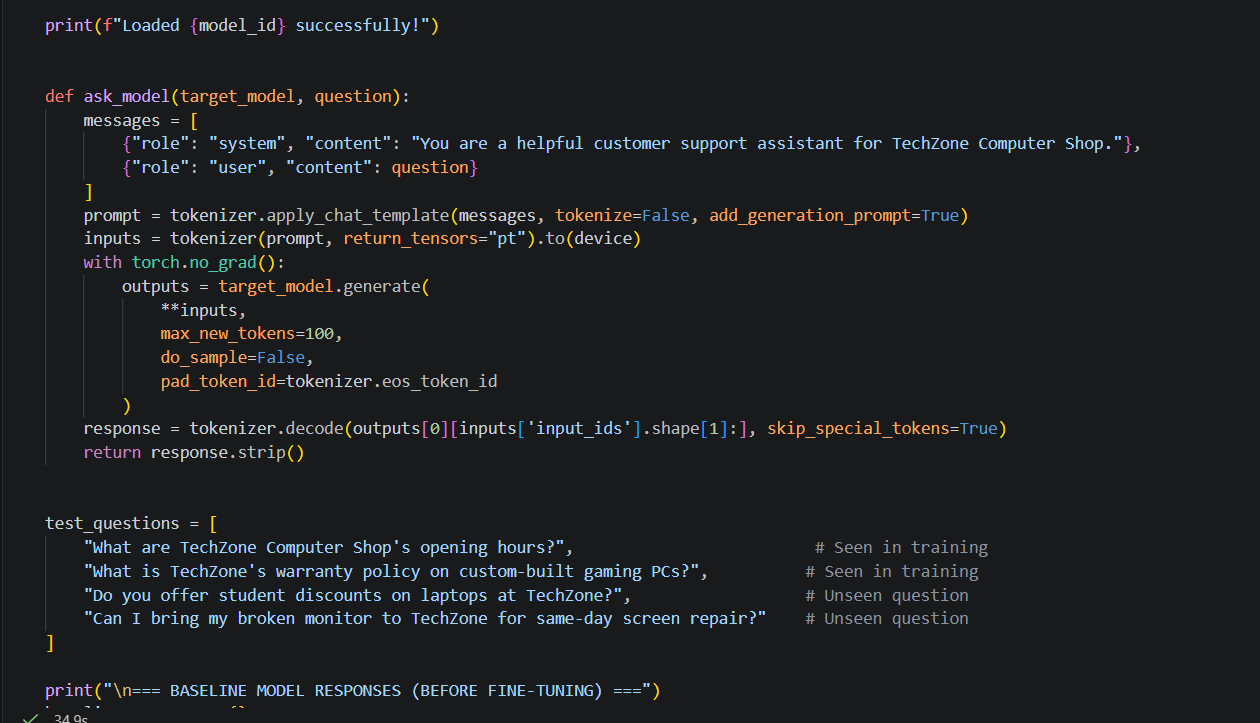 print(f"Loaded {model_id} successfully!")
def ask_model(target_model, question):
    messages = [
        {"role": "system", "content": "You are a helpful customer support assistant for TechZone Computer Shop."},
        {"role": "user", "content": question}
    ]
    prompt = tokenizer.apply_chat_template(messages, tokenize=False, add_generation_prompt=True)
    inputs = tokenizer(prompt, return_tensors="pt").to(device)
    with torch.no_grad():
        outputs = target_model.generate(
            **inputs,
            max_new_tokens=100,
            do_sample=False,
            pad_token_id=tokenizer.eos_token_id
        )
    response = tokenizer.decode(outputs[0][inputs['input_ids'].shape[1]:], skip_special_tokens=True)
    return response.strip()
test_questions = [
    "What are TechZone Computer Shop's opening hours?", # Seen in training
    "What is TechZone's warranty policy on custom-built gaming PCs?", # Seen in training
    "Do you offer student discounts on laptops at TechZone?", # Unseen question
    "Can I bring my broken monitor to TechZone for same-day screen repair?" # Unseen question
]
print("\n=== BASELINE MODEL RESPONSES (BEFORE FINE-TUNING) ===")
34.9s